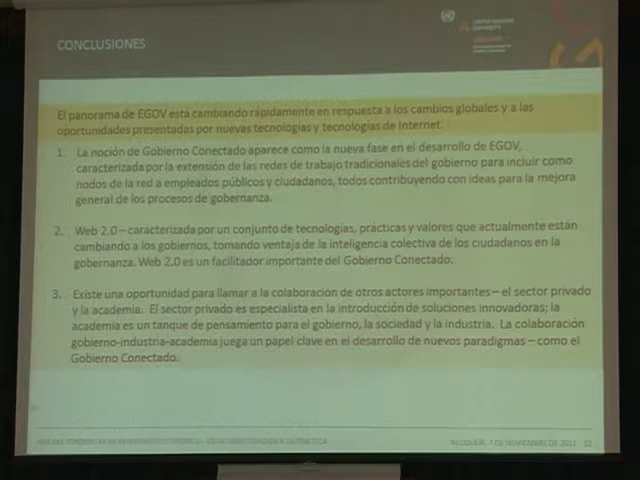 UNITED NATIONS
UNIVERSITY
CONCLUSIONES
El panorama de EGOV esta cambiando rápidamente en respuesta a los cambios globales y a las
oportunidades presentadas por nuevas tecnologías y tecnologías de Internet.
1. La noción de Gobierno Conectado aparece como la nueva fase en el desarrollo de EGOV,
caracterizada por la extensión de las redes de trabajo tradicionales del gobierno para incluir como
nodos de la red a empleados públicos y ciudadanos, todos contribuyendo con ideas para la mejora
general de los procesos de gobernanza.
2. Web 2.0 – caracterizada por un conjunto de tecnologías, prácticas y valores que actualmente están
cambiando a los gobiernos, tomando ventaja de la inteligencia colectiva de los ciudadanos en la
gobernanza. Web 2.0 es un facilitador importante del Gobierno Conectado.
3. Existe una oportunidad para llamar a la colaboración de otros actores importantes – el sector privado
y la academia. El sector privado es especialista en la introducción de soluciones innovadoras; la
academia es un tanque de pensamiento para el gobierno, la sociedad y la industria. La colaboración
gobierno-industria-academia juega un papel clave en el desarrollo de nuevos paradigmas – como el
Gobierno Conectado.
7 DE NOVIEMBRE DE 2011